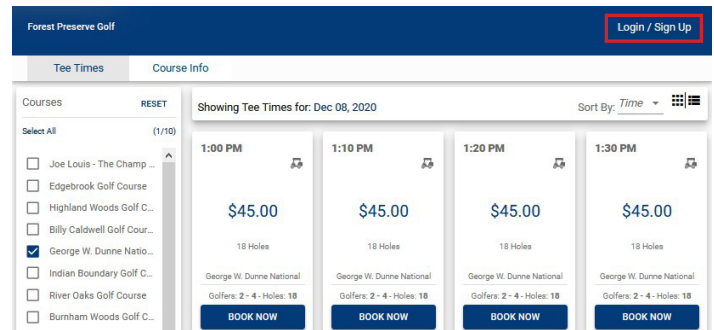 Forest Preserve Golf
Login / Sign Up
Tee Times
Course Info
Courses
RESET
Select All
(1/10)
Joe Louis - The Champ ...
Edgebrook Golf Course
Highland Woods Golf C...
Billy Caldwell Golf Cour...
George W. Dunne Natio...
Indian Boundary Golf C...
River Oaks Golf Course
Burnham Woods Golf C...
Showing Tee Times for: Dec 08, 2020
Sort By: Time
1:00 PM
$45.00
18 Holes
George W. Dunne National
Golfers: 2 - 4 - Holes: 18
BOOK NOW
1:10 PM
$45.00
18 Holes
George W. Dunne National
Golfers: 2 - 4 - Holes: 18
BOOK NOW
1:20 PM
$45.00
18 Holes
George W. Dunne National
Golfers: 2 - 4 - Holes: 18
BOOK NOW
1:30 PM
$45.00
18 Holes
George W. Dunne National
Golfers: 2 - 4 - Holes: 18
BOOK NOW